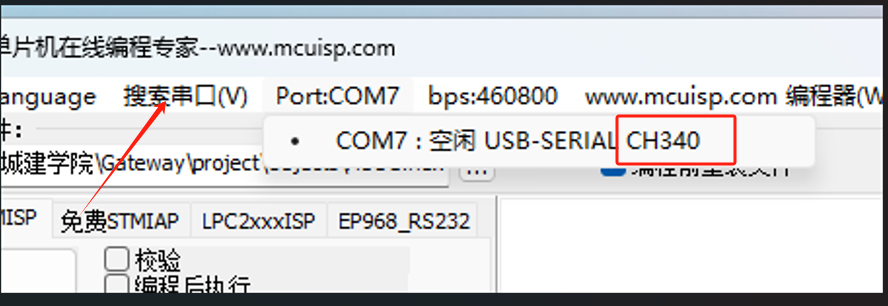 单片机在线编程专家--www.mcuisp.com
anguage 搜索串口(V) Port:COM7 bps:460800 www.mcuisp.com 编程器(W
件:
COM7 : 空闲 USB-SERIAL CH340
城建学院\Gateway\project\ ...
编程前重装文件
MISP 免费STMIAP LPC2xxxISP EP968_RS232
校验
编程后执行